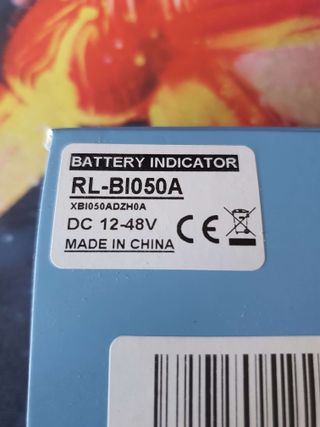 BATTERY INDICATOR
RL-BI050A
XBI050ADZH0A
DC 12-48V CE
MADE IN CHINA